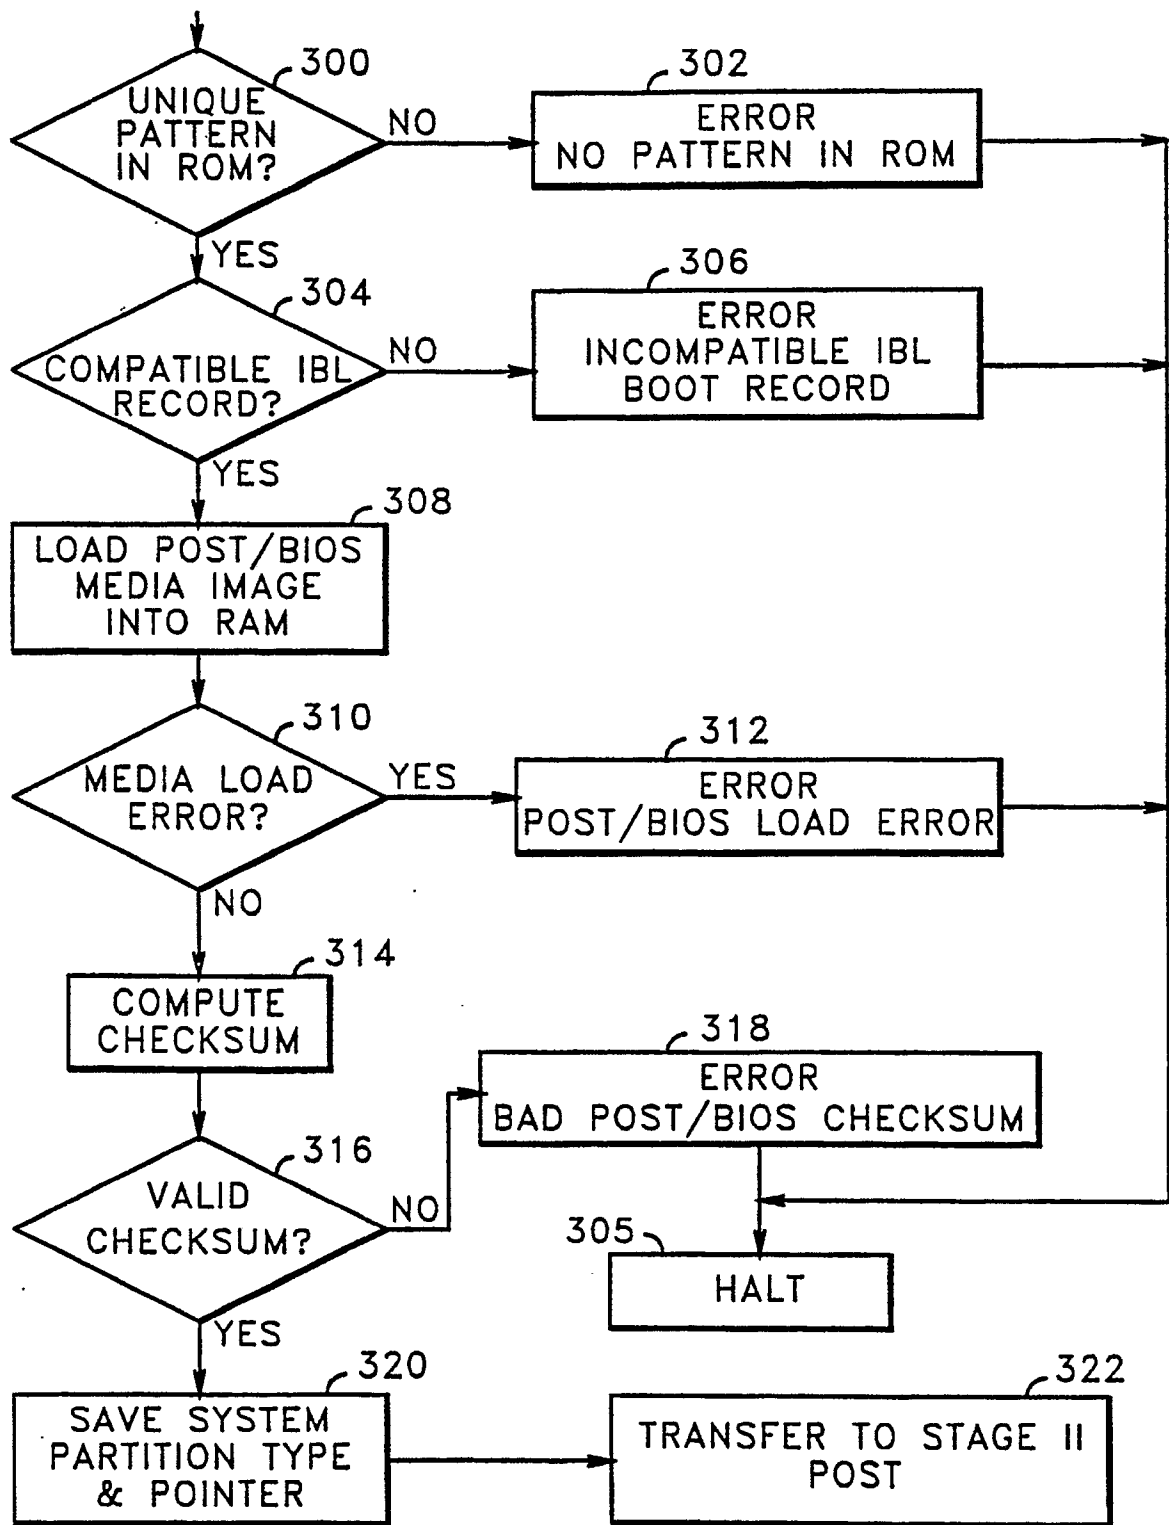 300
UNIQUE
PATTERN
IN ROM?
NO
302
ERROR
NO PATTERN IN ROM
YES
304
COMPATIBLE IBL
RECORD?
NO
306
ERROR
INCOMPATIBLE IBL
BOOT RECORD
YES
308
LOAD POST/BIOS
MEDIA IMAGE
INTO RAM
310
MEDIA LOAD
ERROR?
YES
312
ERROR
POST/BIOS LOAD ERROR
NO
314
COMPUTE
CHECKSUM
316
VALID
CHECKSUM?
NO
318
ERROR
BAD POST/BIOS CHECKSUM
305
HALT
YES
320
SAVE SYSTEM
PARTITION TYPE
& POINTER
322
TRANSFER TO STAGE II
POST